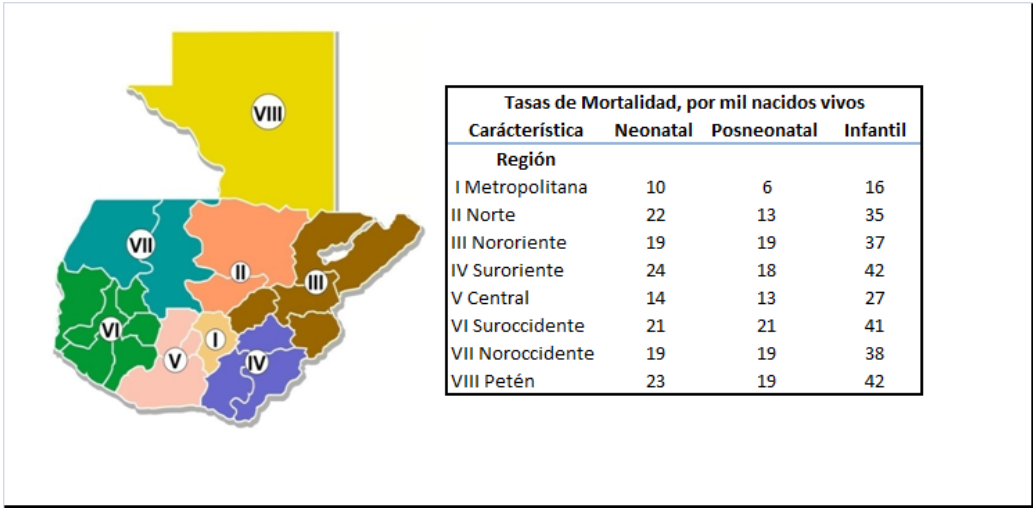 VIII
VII
II
III
VI
I
V
IV
Tasas de Mortalidad, por mil nacidos vivos
Carácterística Neonatal Posneonatal Infantil
Región
I Metropolitana 10 6 16
II Norte 22 13 35
III Nororiente 19 19 37
IV Suroriente 24 18 42
V Central 14 13 27
VI Suroccidente 21 21 41
VII Noroccidente 19 19 38
VIII Petén 23 19 42